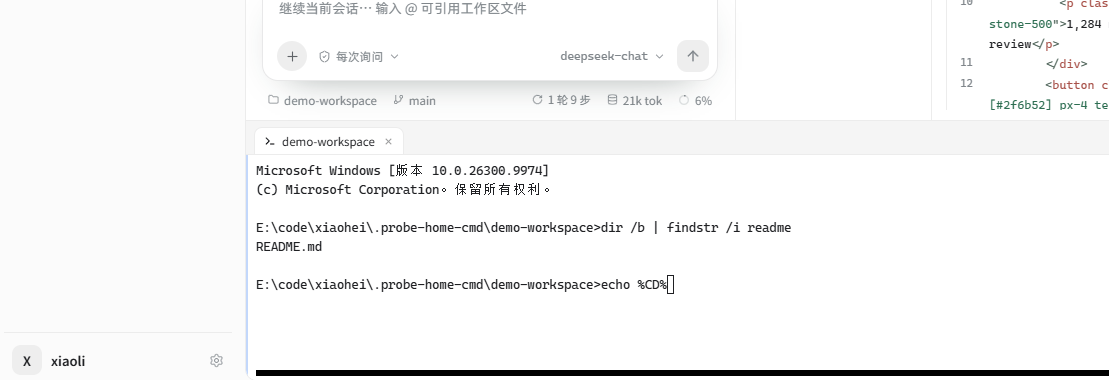 继续当前会话… 输入 @ 可引用工作区文件
每次询问
deepseek-chat
demo-workspace
main
1 轮 9 步
21k tok
6%
10
<p clas
stone-500">1,284
review</p>
11
</div>
12
<button c
[#2f6b52] px-4 te
demo-workspace
Microsoft Windows [版本 10.0.26300.9974]
(c) Microsoft Corporation。保留所有权利。
E:\code\xiaohei\.probe-home-cmd\demo-workspace>dir /b | findstr /i readme
README.md
E:\code\xiaohei\.probe-home-cmd\demo-workspace>echo %CD%
X
xiaoli